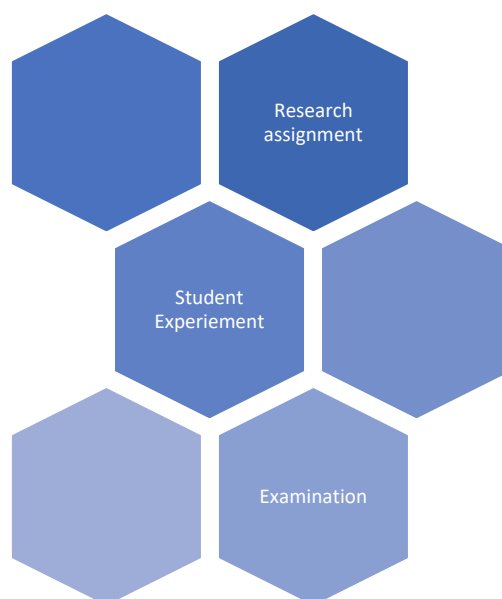 Research
assignment
Student
Experiement
Examination